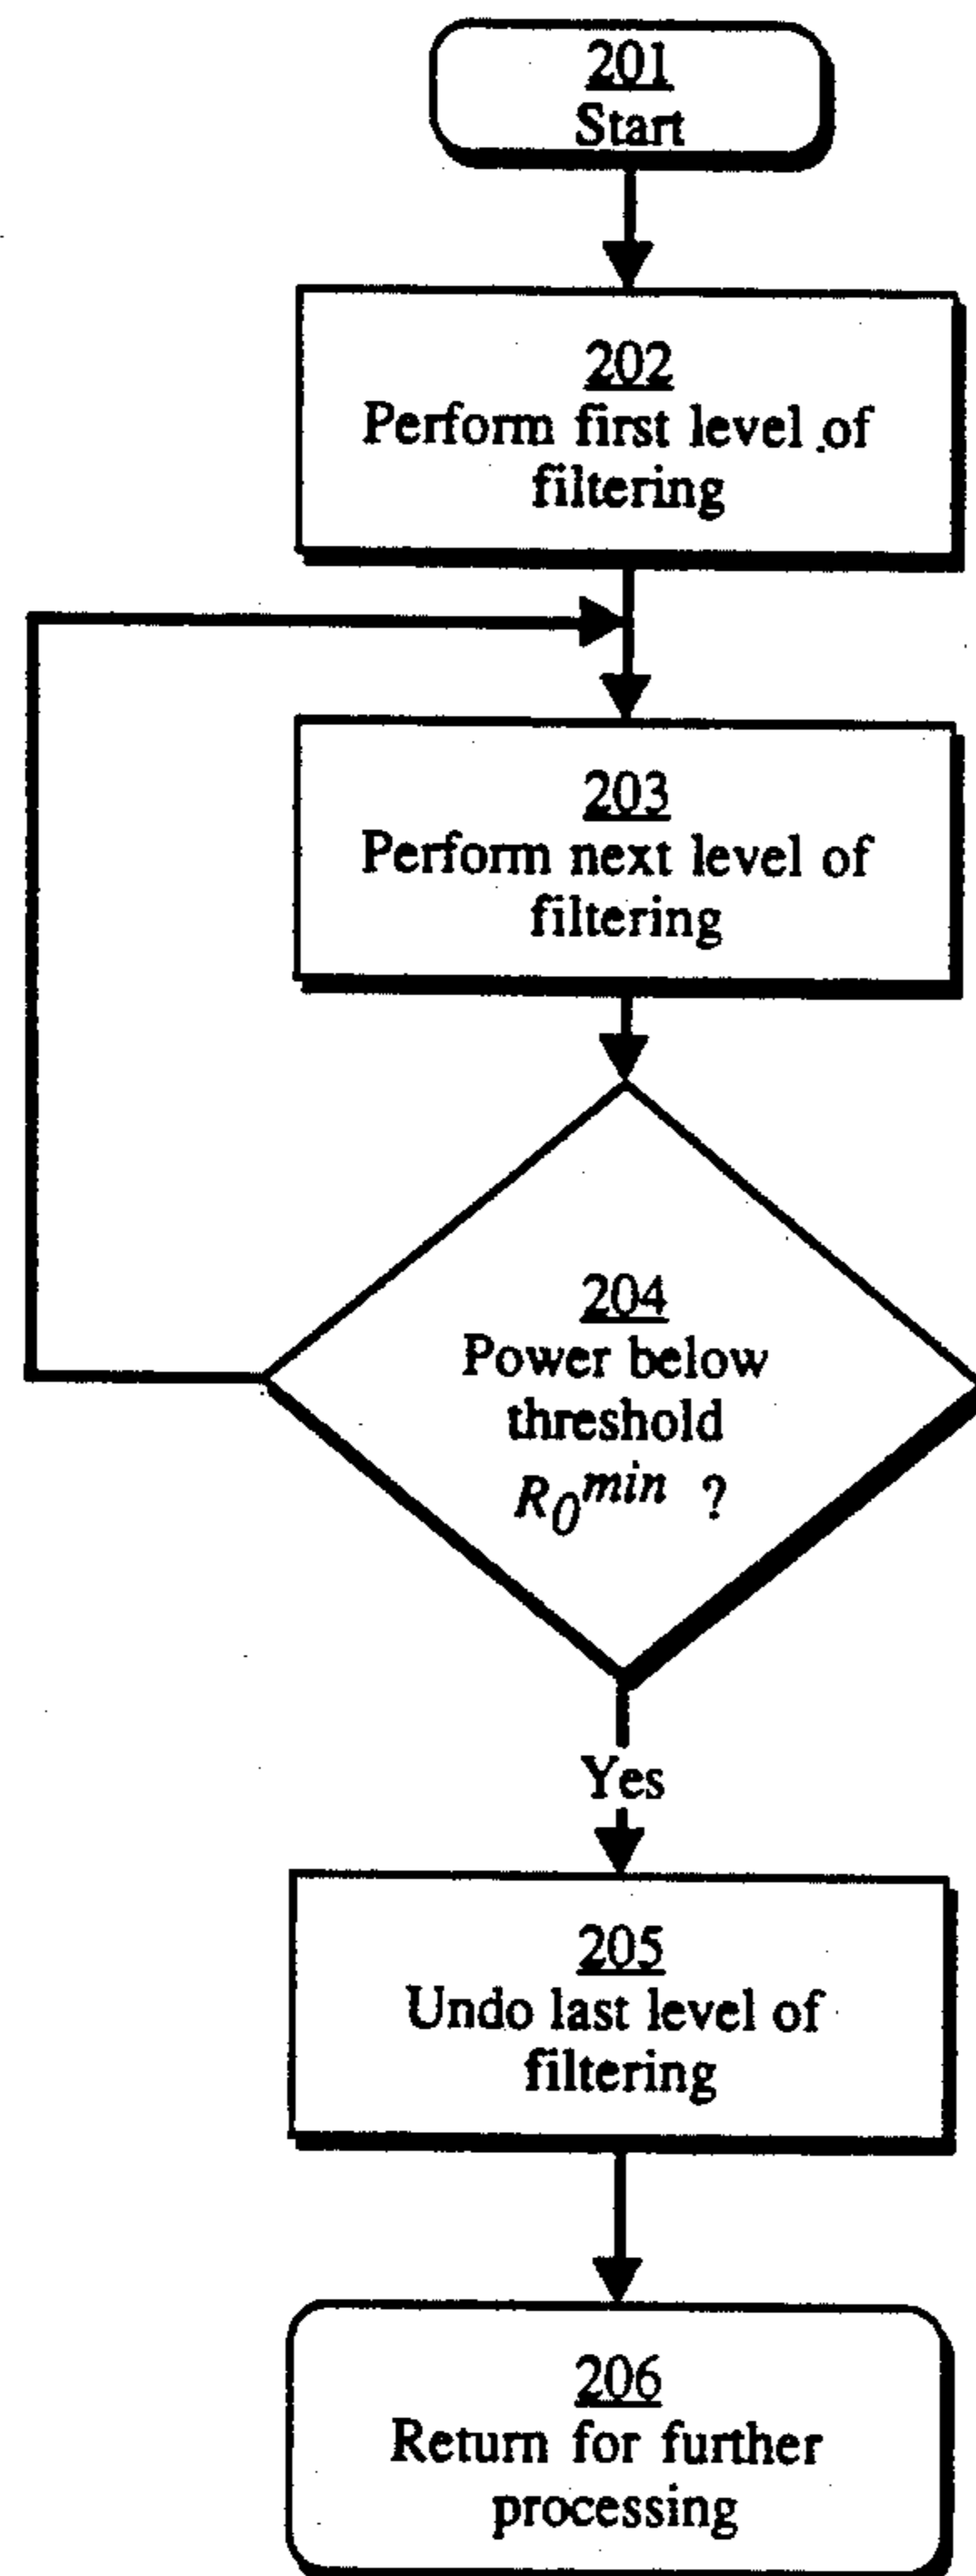 201
Start
202
Perform first level of
filtering
203
Perform next level of
filtering
204
Power below
threshold
R0min ?
Yes
205
Undo last level of
filtering
206
Return for further
processing